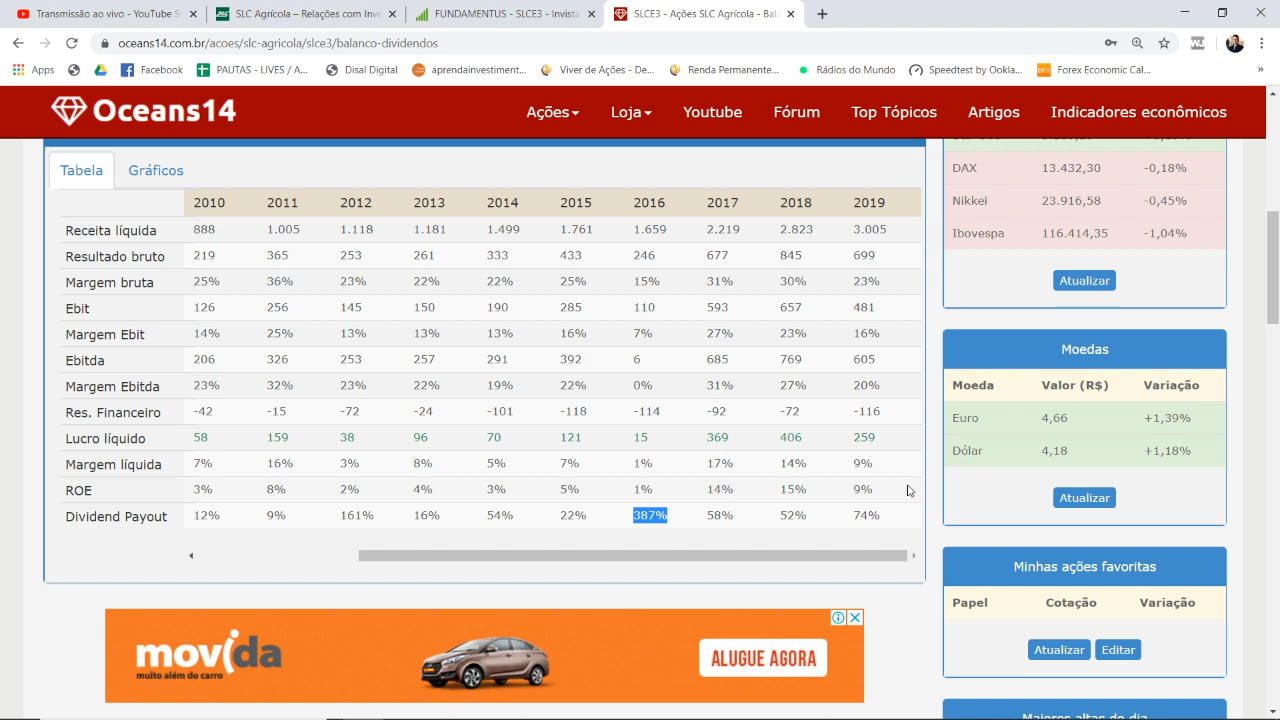 Transmissão ao vivo - YouTube S
SLC Agrícola – Relações com Inve
FUNDAMENTUS - SLCE3 - Invista
SLCE3 - Ações SLC Agrícola - Bala
oceans14.com.br/acoes/slc-agricola/slce3/balanco-dividendos
Apps Facebook PAUTAS - LIVES / A... Disal Digital aprendainvestiment... Viver de Ações - De... Renda Permanente... Rádios do Mundo Speedtest by Ookla... Forex Economic Cal... »
Oceans14
Ações Loja Youtube Fórum Top Tópicos Artigos Indicadores econômicos
Tabela Gráficos
2010 2011 2012 2013 2014 2015 2016 2017 2018 2019
Receita líquida 888 1.005 1.118 1.181 1.499 1.761 1.659 2.219 2.823 3.005
Resultado bruto 219 365 253 261 333 433 246 677 845 699
Margem bruta 25% 36% 23% 22% 22% 25% 15% 31% 30% 23%
Ebit 126 256 145 150 190 285 110 593 657 481
Margem Ebit 14% 25% 13% 13% 13% 16% 7% 27% 23% 16%
Ebitda 206 326 253 257 291 392 6 685 769 605
Margem Ebitda 23% 32% 23% 22% 19% 22% 0% 31% 27% 20%
Res. Financeiro -42 -15 -72 -24 -101 -118 -114 -92 -72 -116
Lucro líquido 58 159 38 96 70 121 15 369 406 259
Margem líquida 7% 16% 3% 8% 5% 7% 1% 17% 14% 9%
ROE 3% 8% 2% 4% 3% 5% 1% 14% 15% 9%
Dividend Payout 12% 9% 161% 16% 54% 22% 387% 58% 52% 74%
DAX 13.432,30 -0,18%
Nikkei 23.916,58 -0,45%
Ibovespa 116.414,35 -1,04%
Atualizar
Moedas
Moeda Valor (R$) Variação
Euro 4,66 +1,39%
Dólar 4,18 +1,18%
Atualizar
Minhas ações favoritas
Papel Cotação Variação
Atualizar Editar
Maiores altas do dia
movida
muito além do carro
ALUGUE AGORA